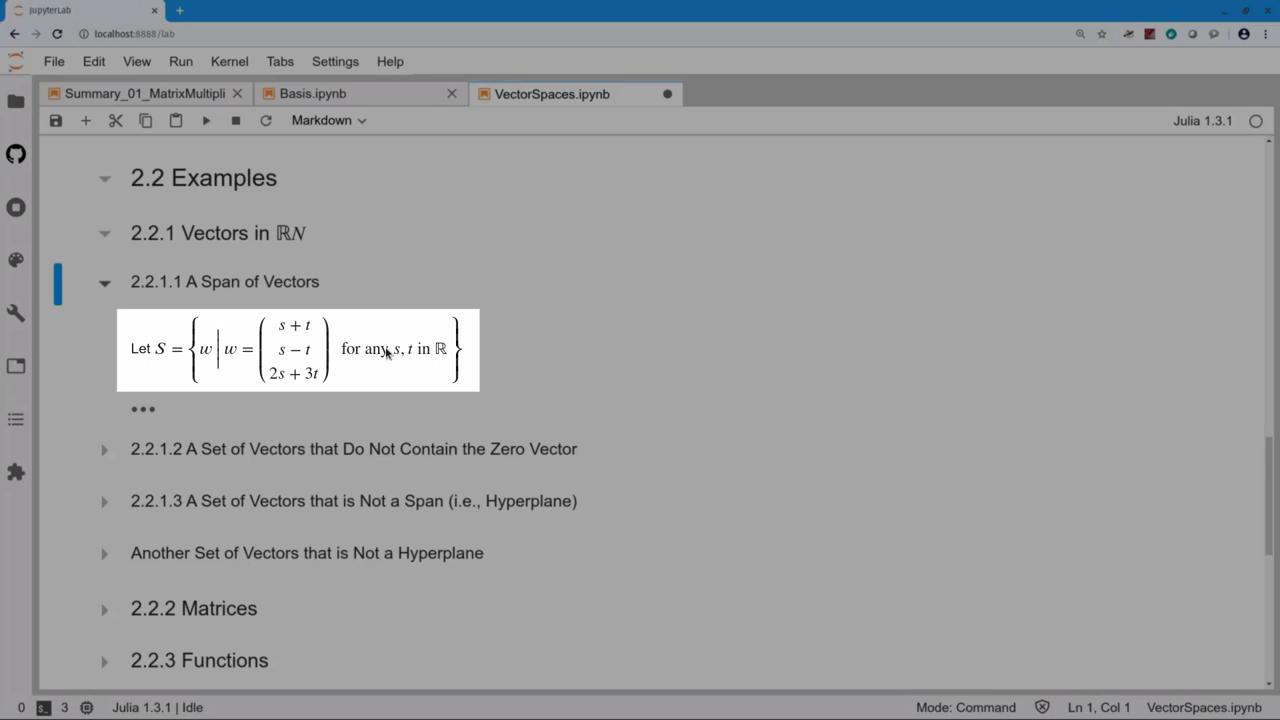 JupyterLab
localhost:8888/lab
File Edit View Run Kernel Tabs Settings Help
Summary_01_MatrixMultipli Basis.ipynb VectorSpaces.ipynb
Markdown Julia 1.3.1
2.2 Examples
2.2.1 Vectors in ℝN
2.2.1.1 A Span of Vectors
s + t
Let S = { w | w = ( s − t ) for any s, t in ℝ }
2s + 3t
•••
2.2.1.2 A Set of Vectors that Do Not Contain the Zero Vector
2.2.1.3 A Set of Vectors that is Not a Span (i.e., Hyperplane)
Another Set of Vectors that is Not a Hyperplane
2.2.2 Matrices
2.2.3 Functions
0 3 Julia 1.3.1 | Idle Mode: Command Ln 1, Col 1 VectorSpaces.ipynb